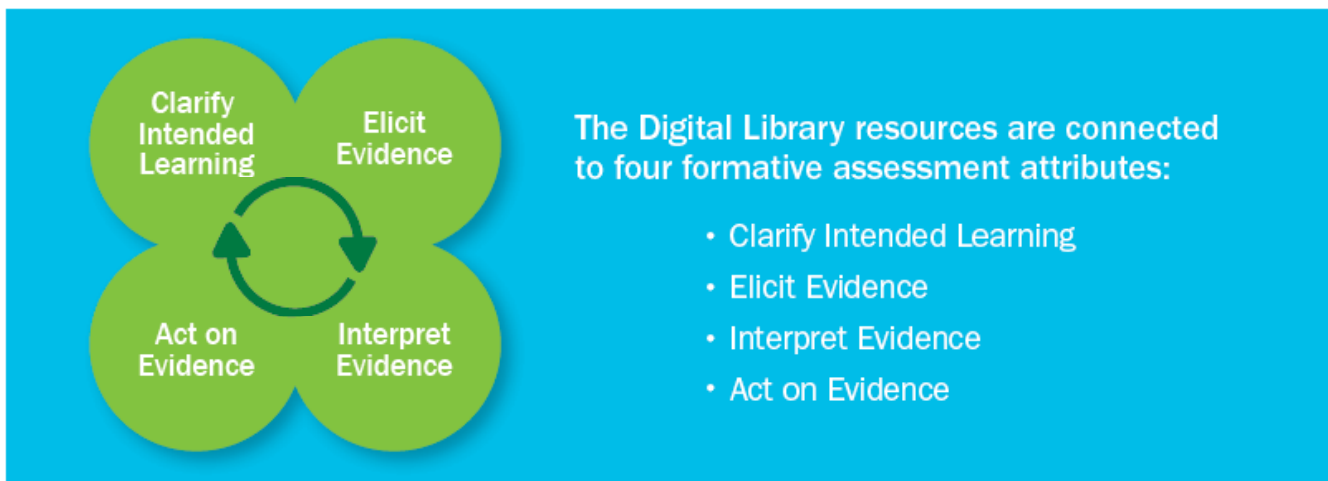 Clarify
Intended
Learning
Elicit
Evidence
Act on
Evidence
Interpret
Evidence
The Digital Library resources are connected
to four formative assessment attributes:
• Clarify Intended Learning
• Elicit Evidence
• Interpret Evidence
• Act on Evidence